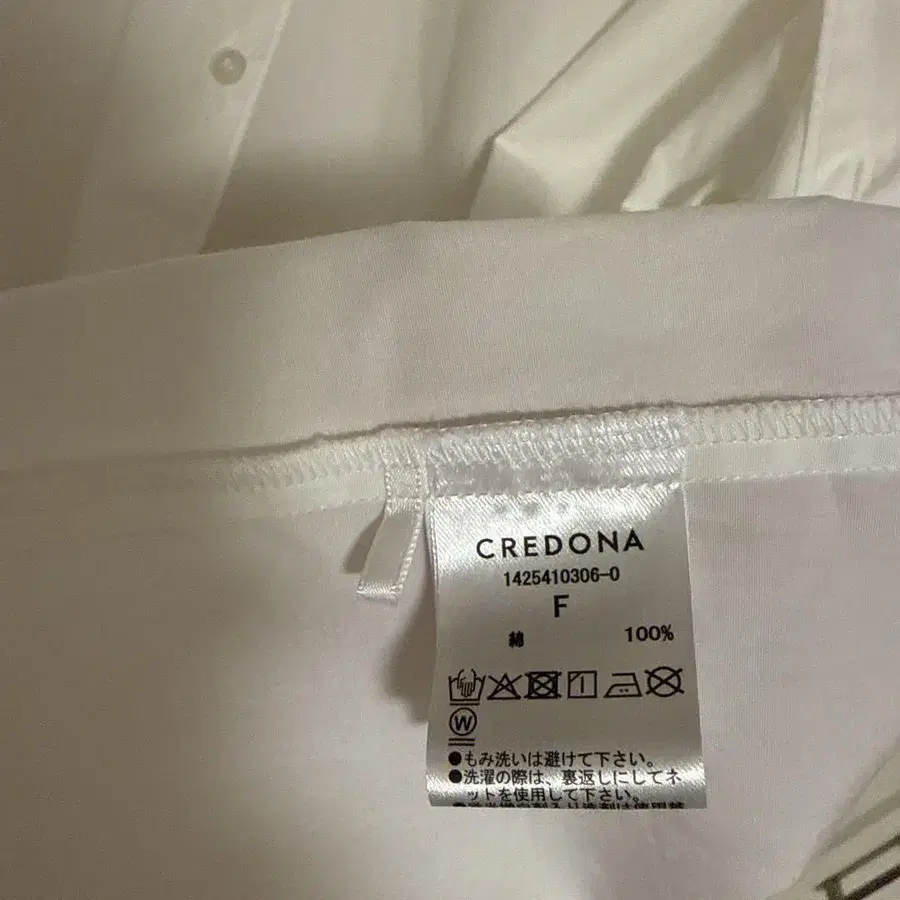 CREDONA
1425410306-0
F
綿 100%
W
●もみ洗いは避けて下さい。
●洗濯の際は、裏返しにしてネ
ットを使用して下さい。